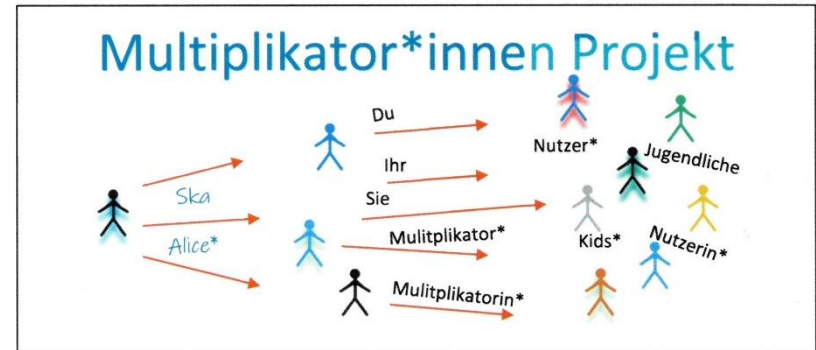 Multiplikator*innen Projekt
Du
Nutzer*
Jugendliche
Ihr
Ska
Sie
Alice*
Mulitplikator*
Kids*
Nutzerin*
Mulitplikatorin*